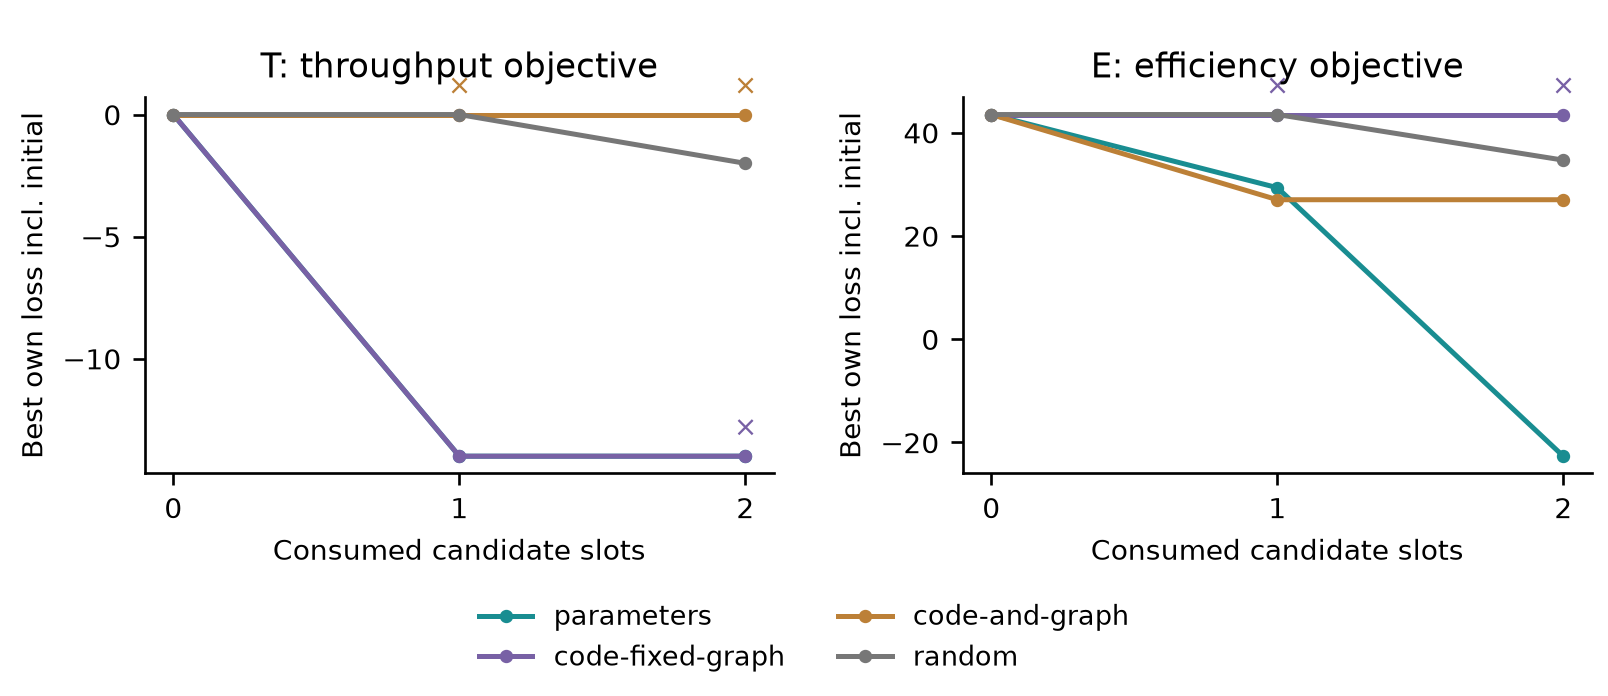 T: throughput objective
Best own loss incl. initial
0
−5
−10
0
1
2
Consumed candidate slots
E: efficiency objective
Best own loss incl. initial
40
20
0
−20
0
1
2
Consumed candidate slots
parameters
code-fixed-graph
code-and-graph
random